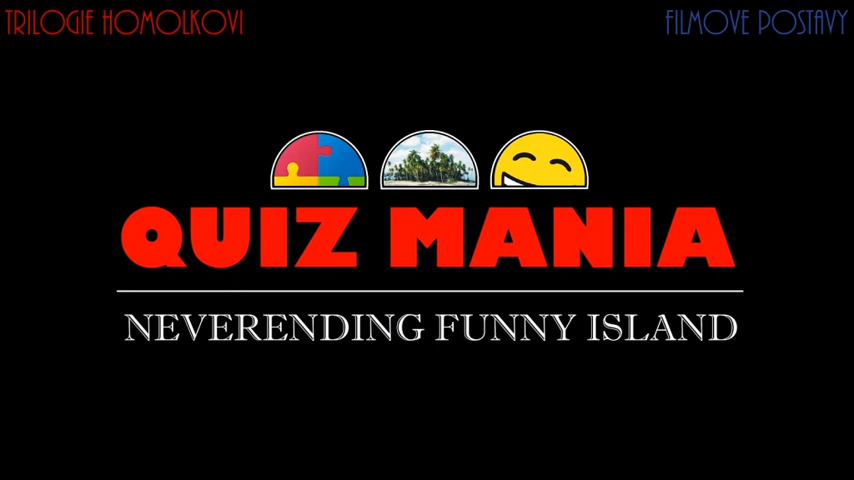 TRILOGIE HOMOLKOVI
FILMOVE POSTAVY
QUIZ MANIA
NEVERENDING FUNNY ISLAND